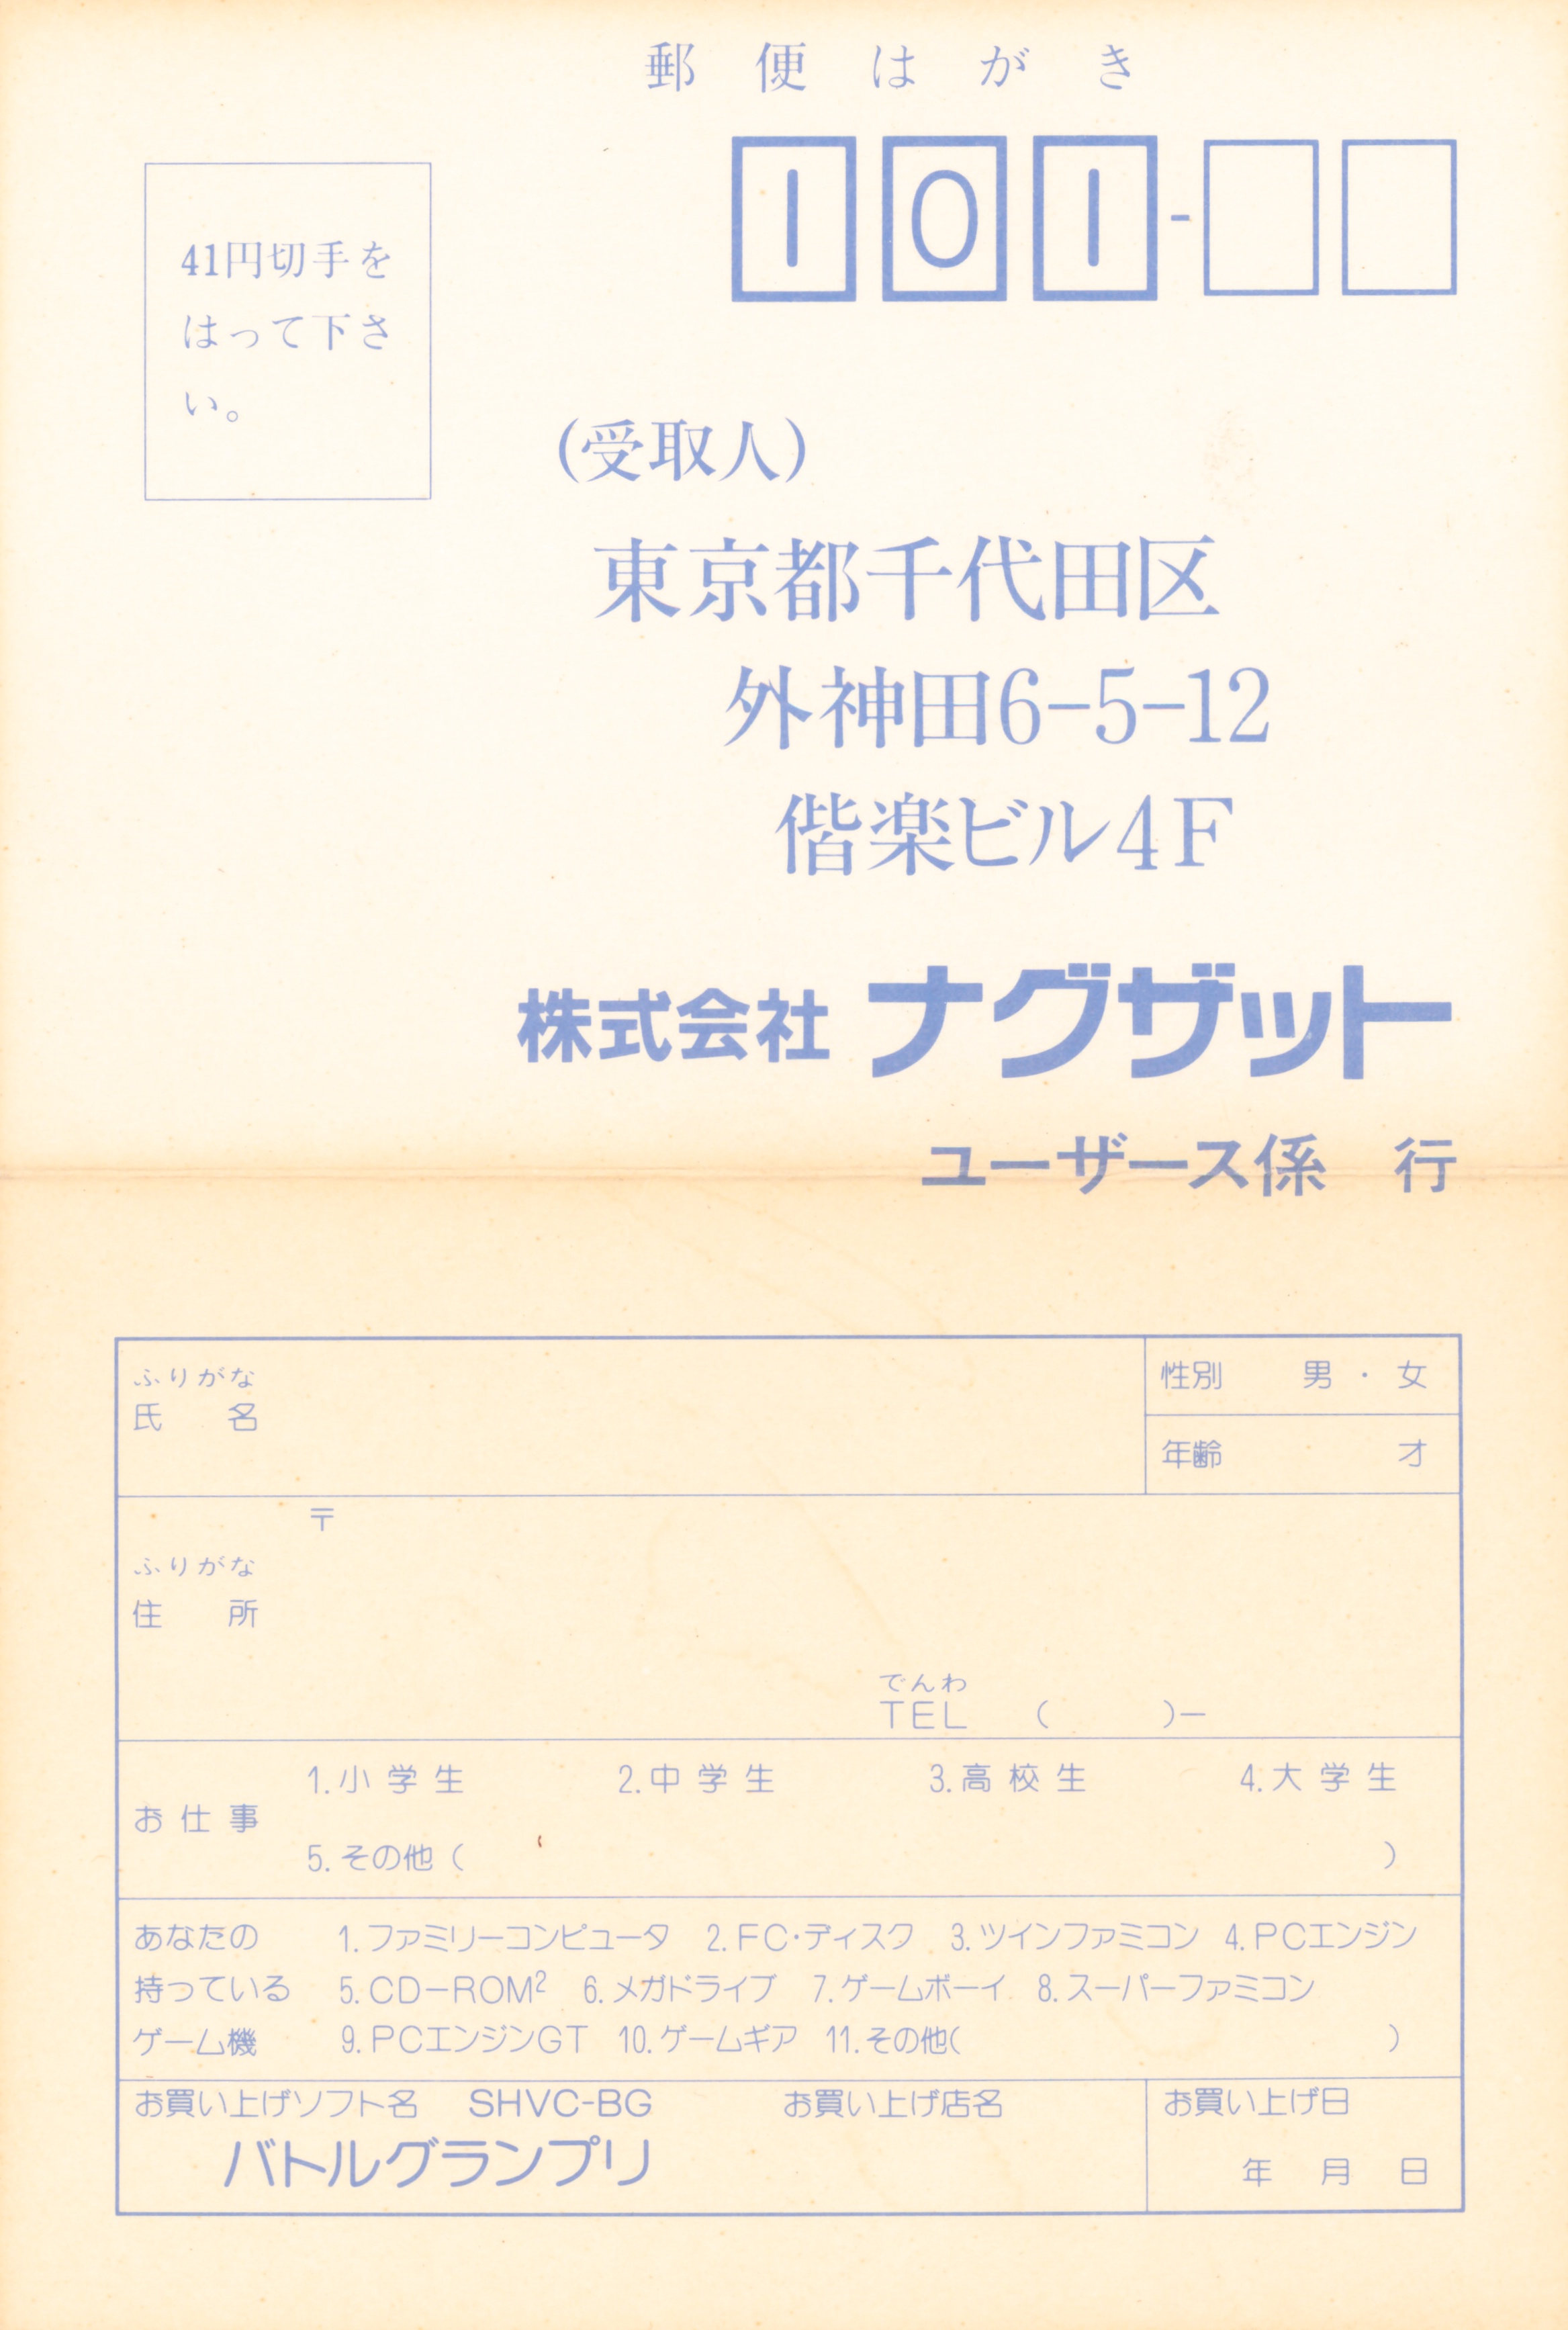 郵便はがき
101-
41円切手を
はって下さ
い。
(受取人)
東京都千代田区
外神田6-5-12
偕楽ビル4F
株式会社 ナグザット
ユーザース係 行
ふりがな
氏 名
性別 男・女
年齢 才
〒
ふりがな
住 所
でんわ
TEL ( )-
お仕事
1.小学生 2.中学生 3.高校生 4.大学生
5.その他( )
あなたの
持っている
ゲーム機
1.ファミリーコンピュータ 2.FC・ディスク 3.ツインファミコン 4.PCエンジン
5.CD-ROM² 6.メガドライブ 7.ゲームボーイ 8.スーパーファミコン
9.PCエンジンGT 10.ゲームギア 11.その他( )
お買い上げソフト名 SHVC-BG
バトルグランプリ
お買い上げ店名
お買い上げ日
年 月 日